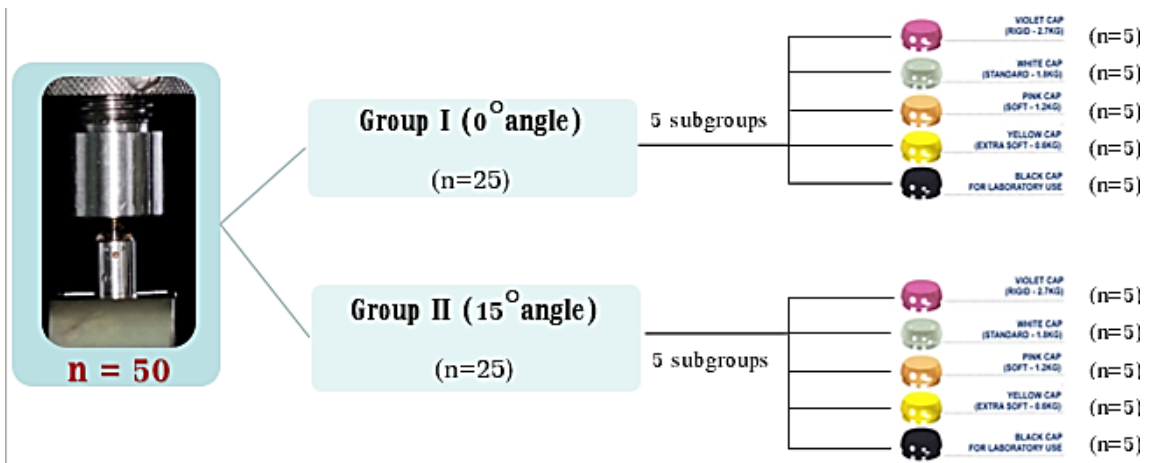 VIOLET CAP
(RIGID - 2.7KG)
(n=5)
WHITE CAP
(STANDARD - 1.8KG)
(n=5)
Group I (0°angle)
(n=25)
5 subgroups
PINK CAP
(SOFT - 1.2KG)
(n=5)
YELLOW CAP
(EXTRA SOFT - 0.6KG)
(n=5)
BLACK CAP
FOR LABORATORY USE
(n=5)
n = 50
Group II (15°angle)
(n=25)
5 subgroups
VIOLET CAP
(RIGID - 2.7KG)
(n=5)
WHITE CAP
(STANDARD - 1.8KG)
(n=5)
PINK CAP
(SOFT - 1.2KG)
(n=5)
YELLOW CAP
(EXTRA SOFT - 0.6KG)
(n=5)
BLACK CAP
FOR LABORATORY USE
(n=5)